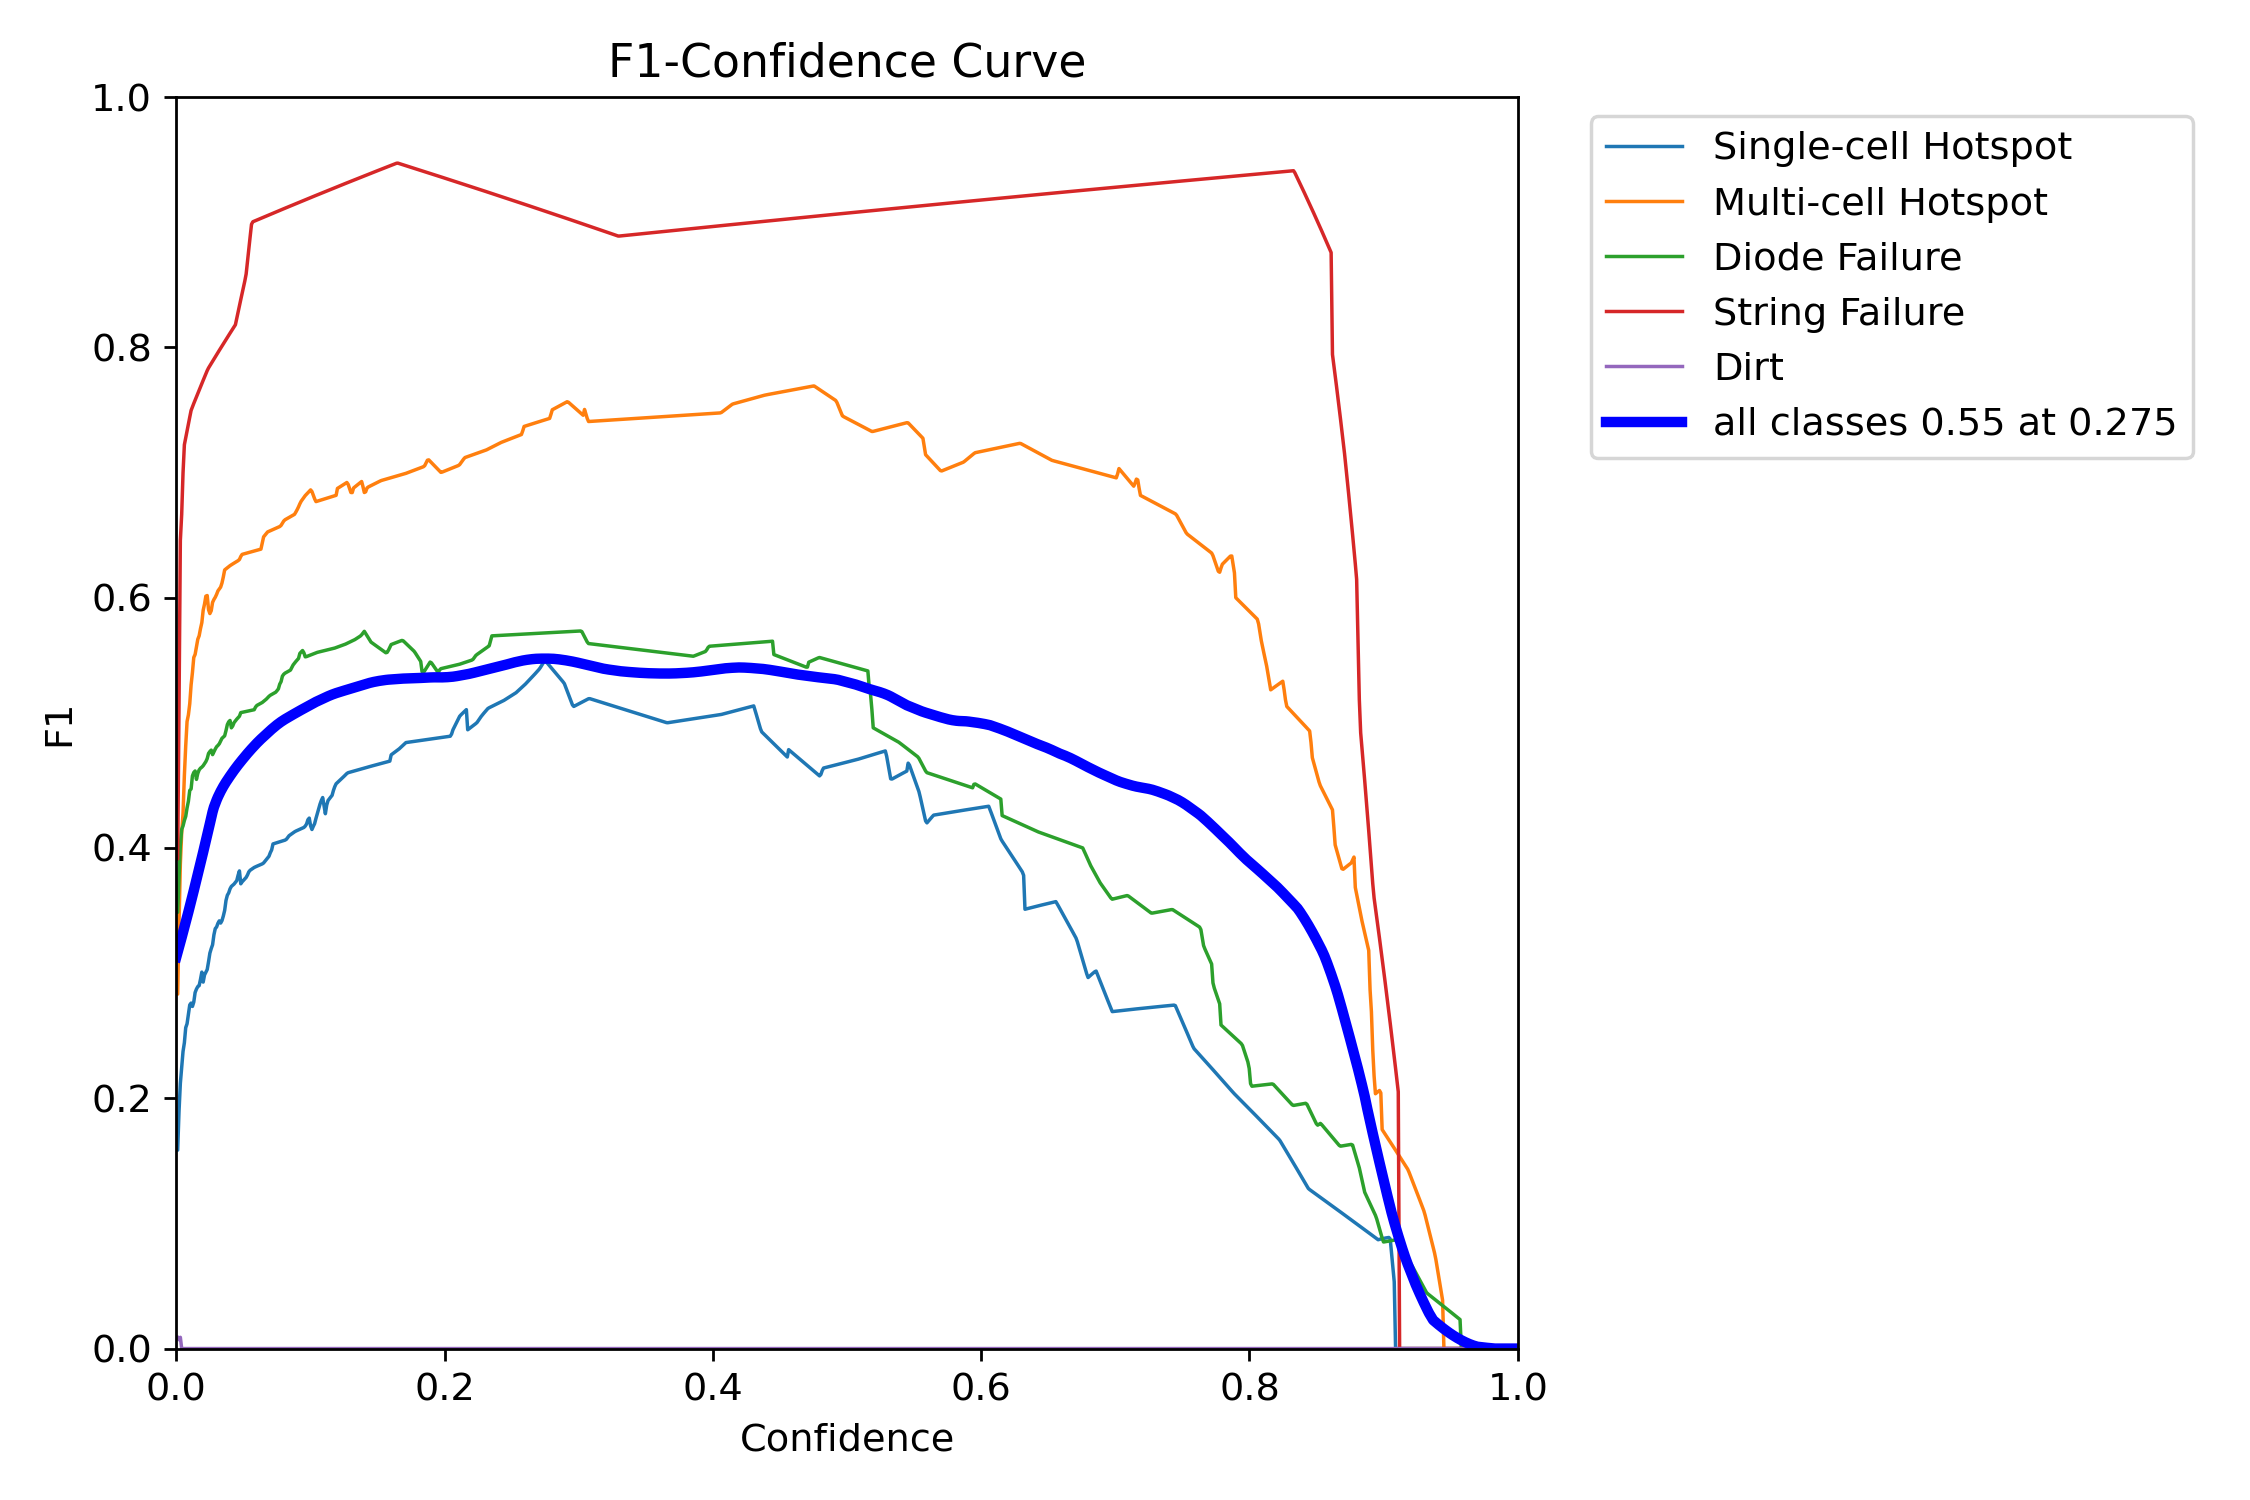 F1-Confidence Curve
1.0
0.8
0.6
0.4
0.2
0.0
F1
0.0 0.2 0.4 0.6 0.8 1.0
Confidence
Single-cell Hotspot
Multi-cell Hotspot
Diode Failure
String Failure
Dirt
all classes 0.55 at 0.275